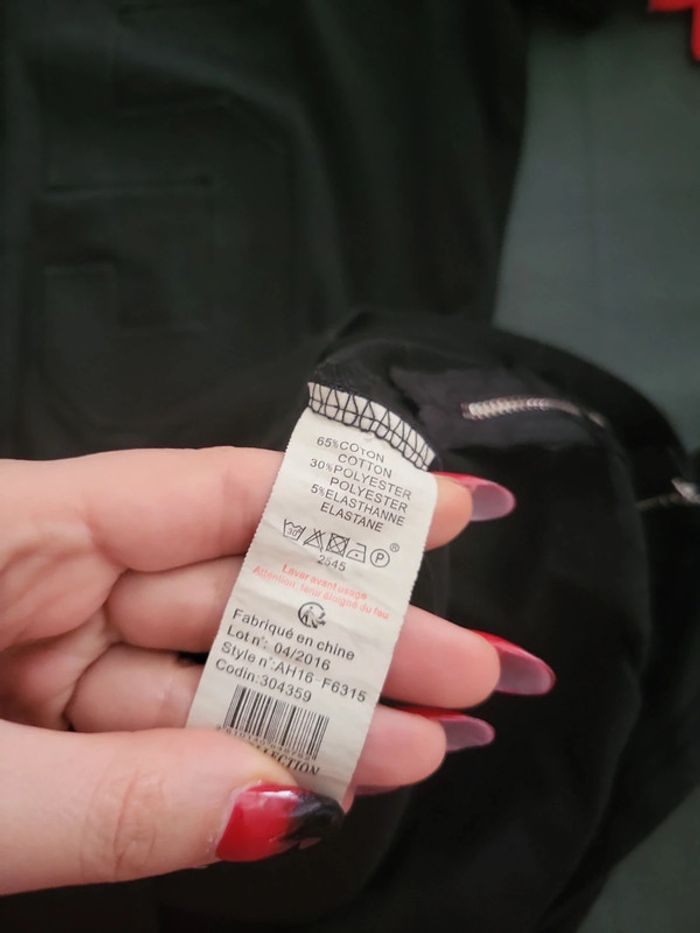 65%COTON
COTTON
30%POLYESTER
POLYESTER
5%ELASTHANNE
ELASTANE
30 P ®
2545
Laver avant usage
Attention: tenir éloigné du feu
Fabriqué en chine
Lot n°: 04/2016
Style n°:AH16-F6315
Codin:304359